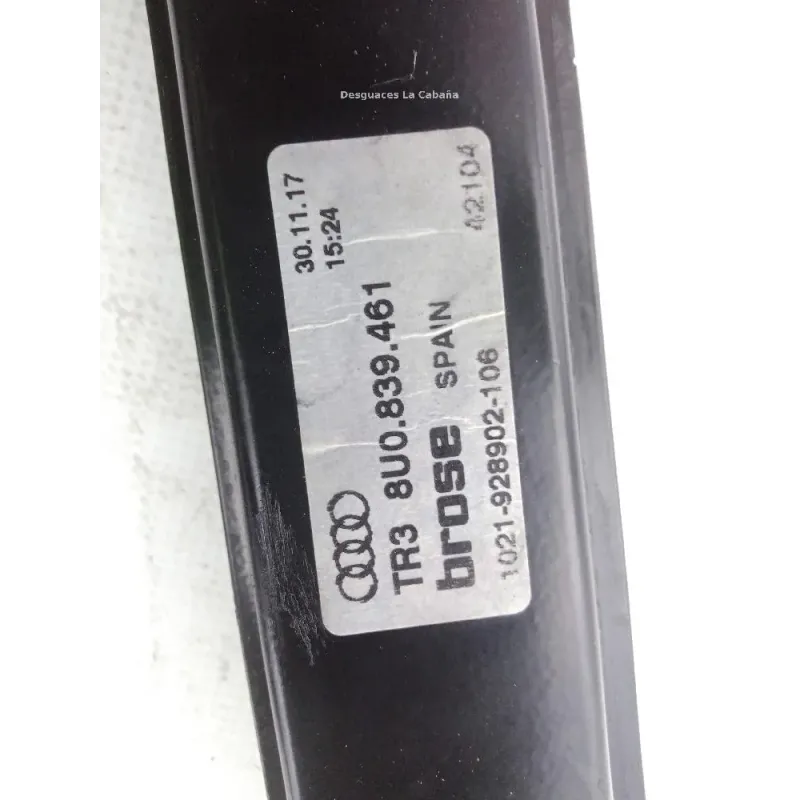 Desguaces La Cabaña
30.11.17
15:24
TR3 8U0.839.461
brose SPAIN
42104
1021-928902-106